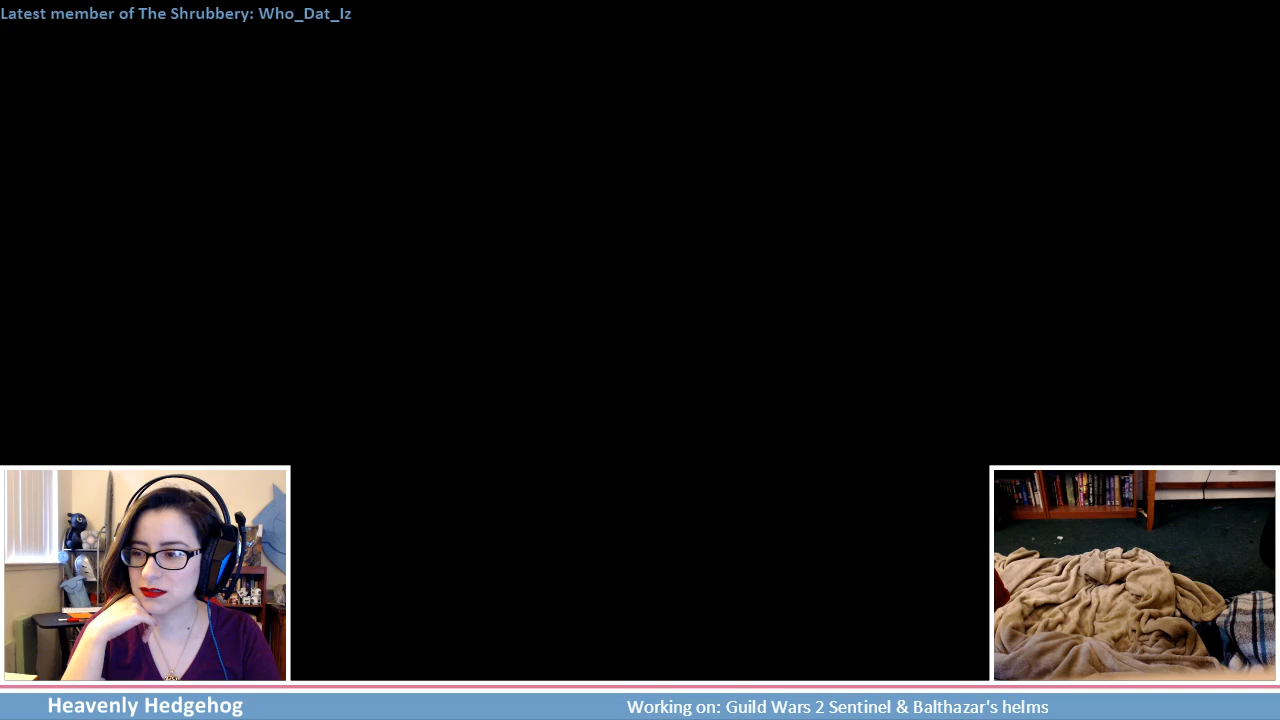 Latest member of The Shrubbery: Who_Dat_Iz
Heavenly Hedgehog
Working on: Guild Wars 2 Sentinel & Balthazar's helms